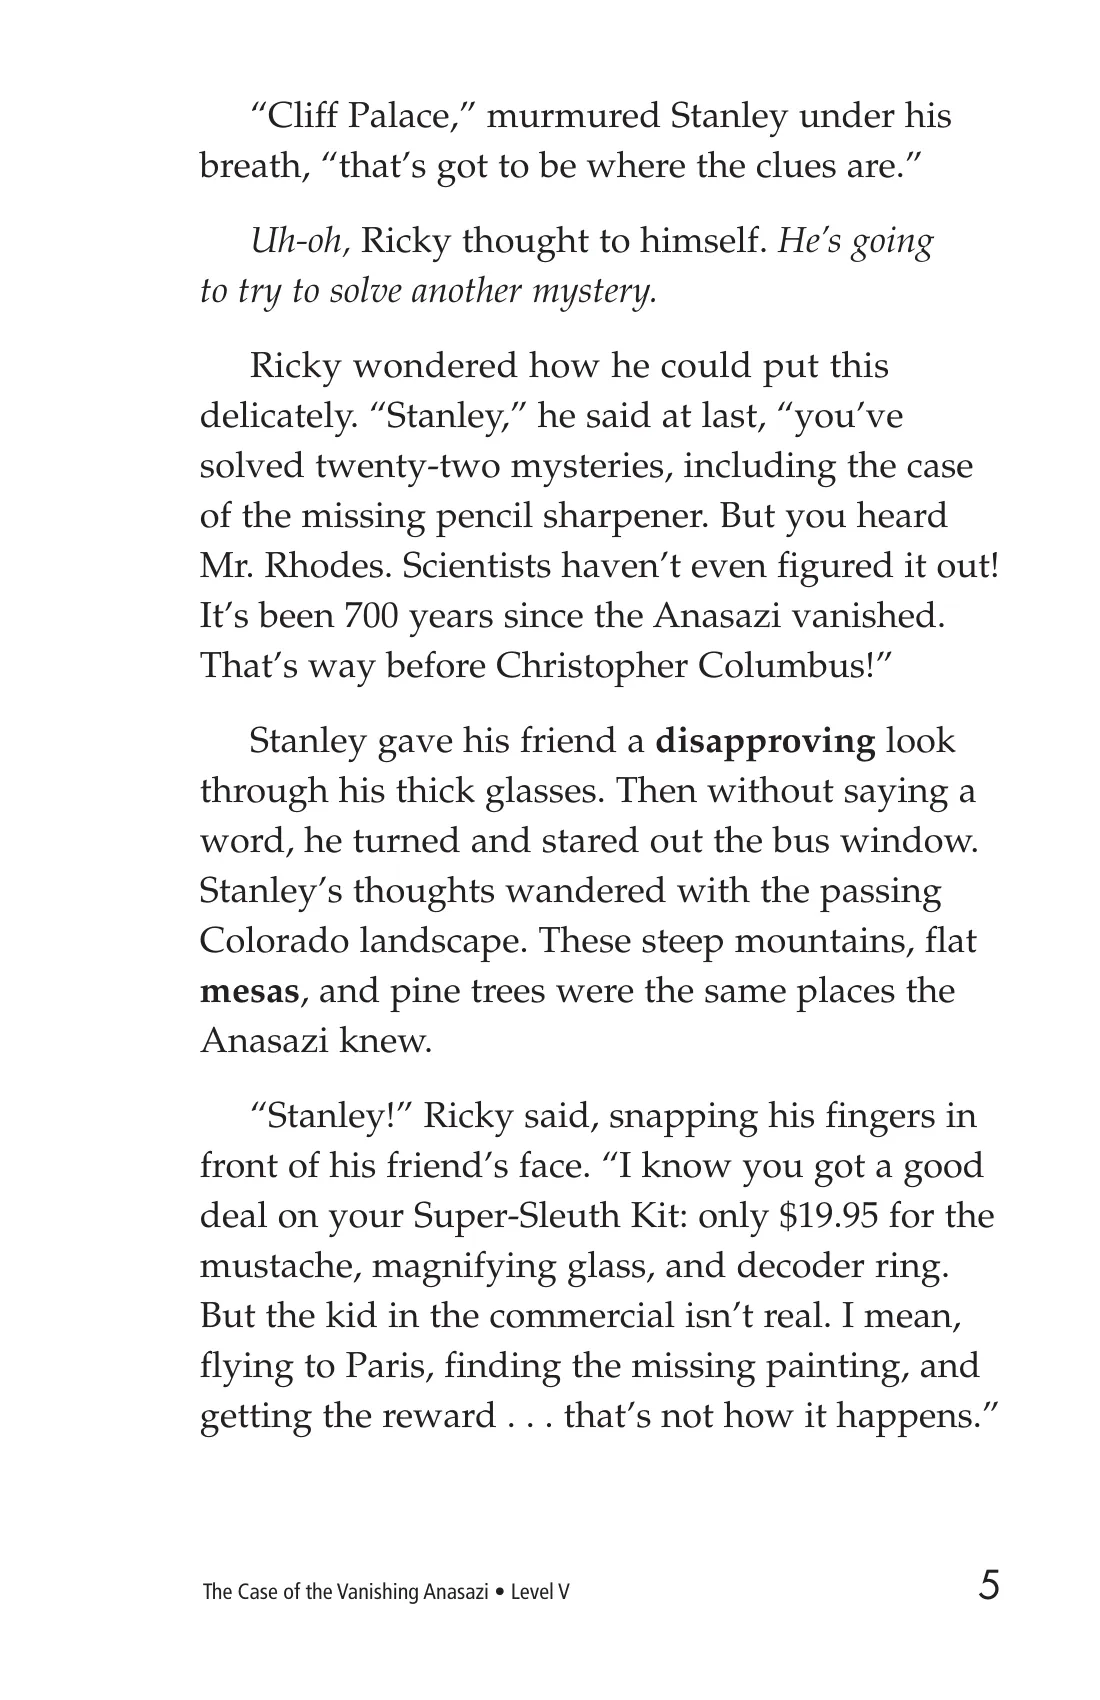 “Cliff Palace,” murmured Stanley under his
breath, “that’s got to be where the clues are.”
Uh-oh, Ricky thought to himself. He’s going
to try to solve another mystery.
Ricky wondered how he could put this
delicately. “Stanley,” he said at last, “you’ve
solved twenty-two mysteries, including the case
of the missing pencil sharpener. But you heard
Mr. Rhodes. Scientists haven’t even figured it out!
It’s been 700 years since the Anasazi vanished.
That’s way before Christopher Columbus!”
Stanley gave his friend a disapproving look
through his thick glasses. Then without saying a
word, he turned and stared out the bus window.
Stanley’s thoughts wandered with the passing
Colorado landscape. These steep mountains, flat
mesas, and pine trees were the same places the
Anasazi knew.
“Stanley!” Ricky said, snapping his fingers in
front of his friend’s face. “I know you got a good
deal on your Super-Sleuth Kit: only $19.95 for the
mustache, magnifying glass, and decoder ring.
But the kid in the commercial isn’t real. I mean,
flying to Paris, finding the missing painting, and
getting the reward . . . that’s not how it happens.”
The Case of the Vanishing Anasazi • Level V
5